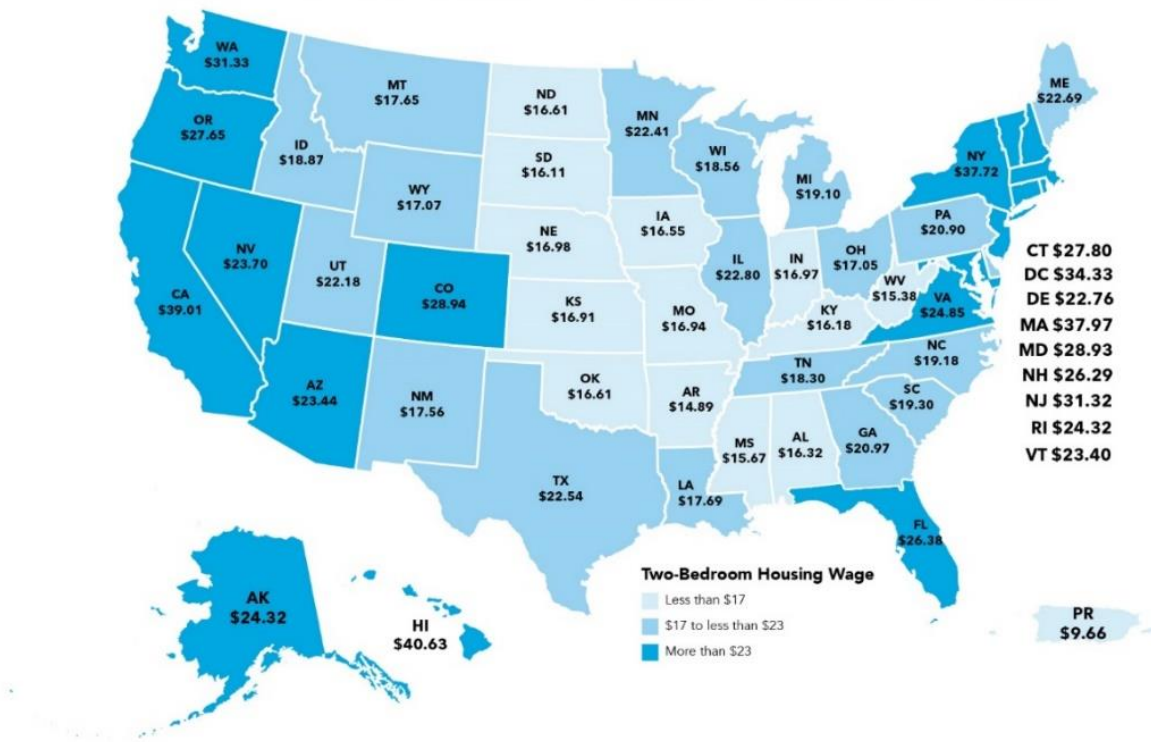 WA
$31.33
OR
$27.65
CA
$39.01
NV
$23.70
ID
$18.87
MT
$17.65
WY
$17.07
UT
$22.18
CO
$28.94
AZ
$23.44
NM
$17.56
ND
$16.61
SD
$16.11
NE
$16.98
KS
$16.91
OK
$16.61
TX
$22.54
MN
$22.41
IA
$16.55
MO
$16.94
AR
$14.89
LA
$17.69
WI
$18.56
IL
$22.80
MI
$19.10
IN
$16.97
OH
$17.05
KY
$16.18
TN
$18.30
MS
$15.67
AL
$16.32
GA
$20.97
FL
$26.38
SC
$19.30
NC
$19.18
VA
$24.85
WV
$15.38
PA
$20.90
NY
$37.72
ME
$22.69
CT $27.80
DC $34.33
DE $22.76
MA $37.97
MD $28.93
NH $26.29
NJ $31.32
RI $24.32
VT $23.40
AK
$24.32
HI
$40.63
Two-Bedroom Housing Wage
Less than $17
$17 to less than $23
More than $23
PR
$9.66